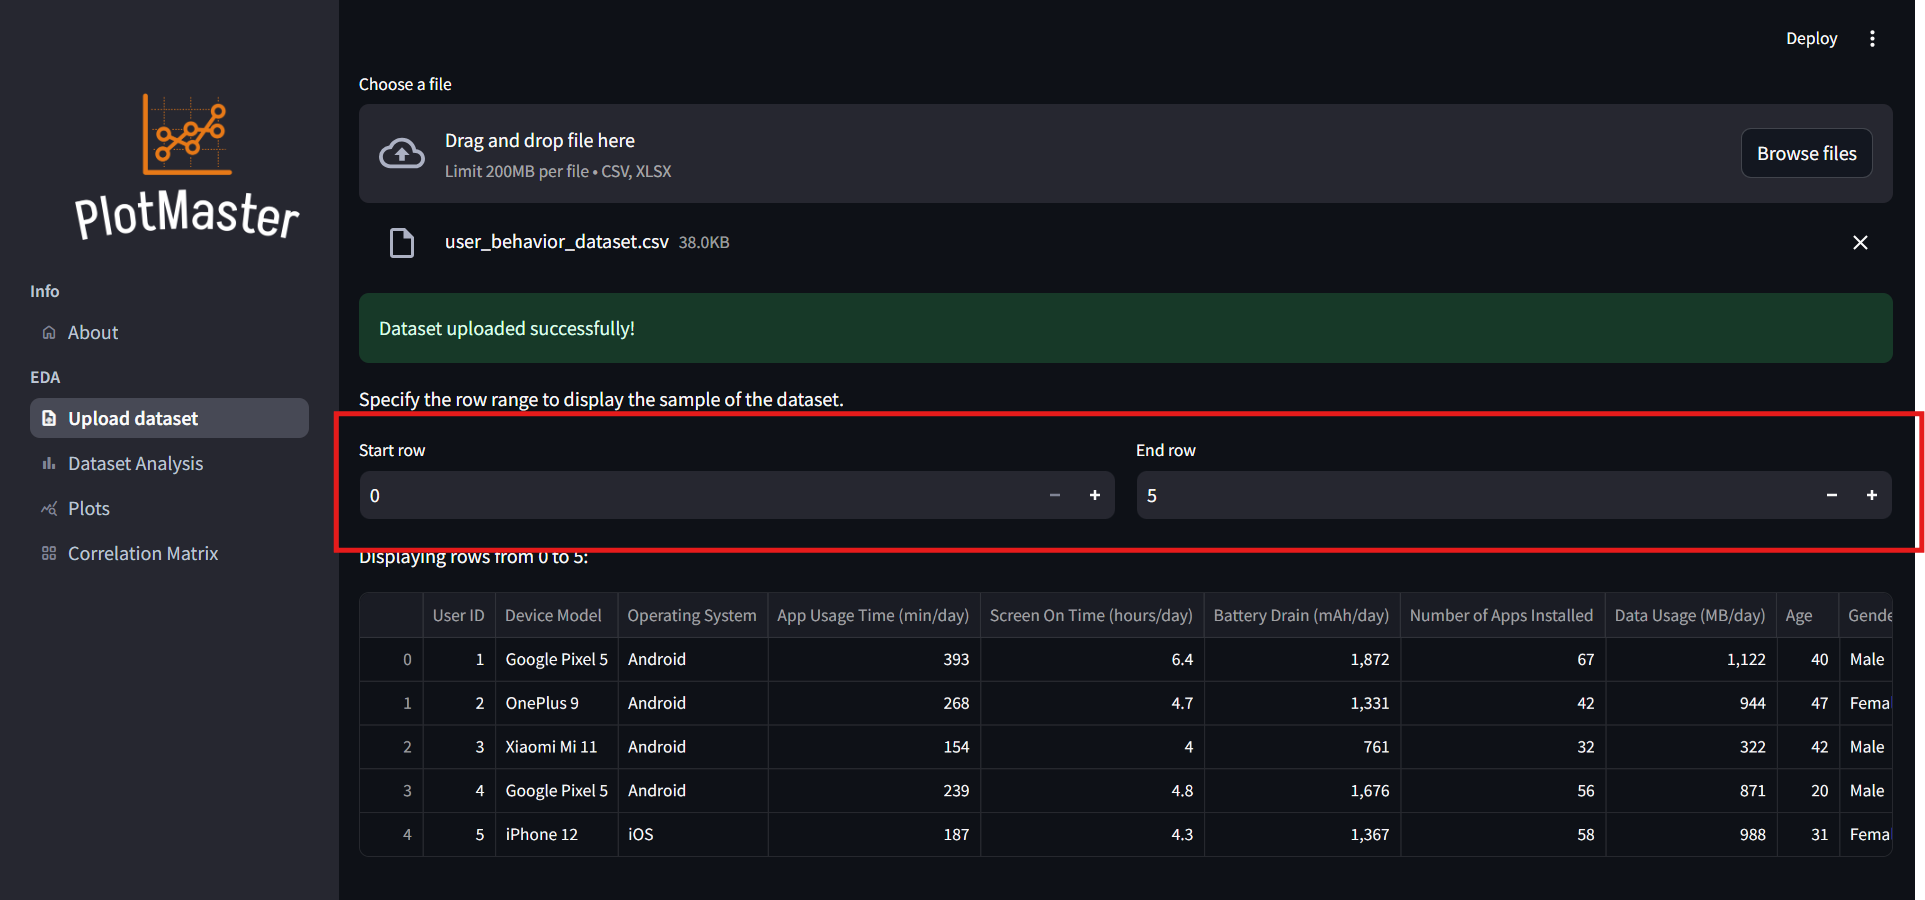 Deploy
PlotMaster
Info
About
EDA
Upload dataset
Dataset Analysis
Plots
Correlation Matrix
Choose a file
Drag and drop file here
Limit 200MB per file • CSV, XLSX
Browse files
user_behavior_dataset.csv 38.0KB
Dataset uploaded successfully!
Specify the row range to display the sample of the dataset.
Start row End row
0 5
Displaying rows from 0 to 5:
User ID Device Model Operating System App Usage Time (min/day) Screen On Time (hours/day) Battery Drain (mAh/day) Number of Apps Installed Data Usage (MB/day) Age Gende
0 1 Google Pixel 5 Android 393 6.4 1,872 67 1,122 40 Male
1 2 OnePlus 9 Android 268 4.7 1,331 42 944 47 Femal
2 3 Xiaomi Mi 11 Android 154 4 761 32 322 42 Male
3 4 Google Pixel 5 Android 239 4.8 1,676 56 871 20 Male
4 5 iPhone 12 iOS 187 4.3 1,367 58 988 31 Femal